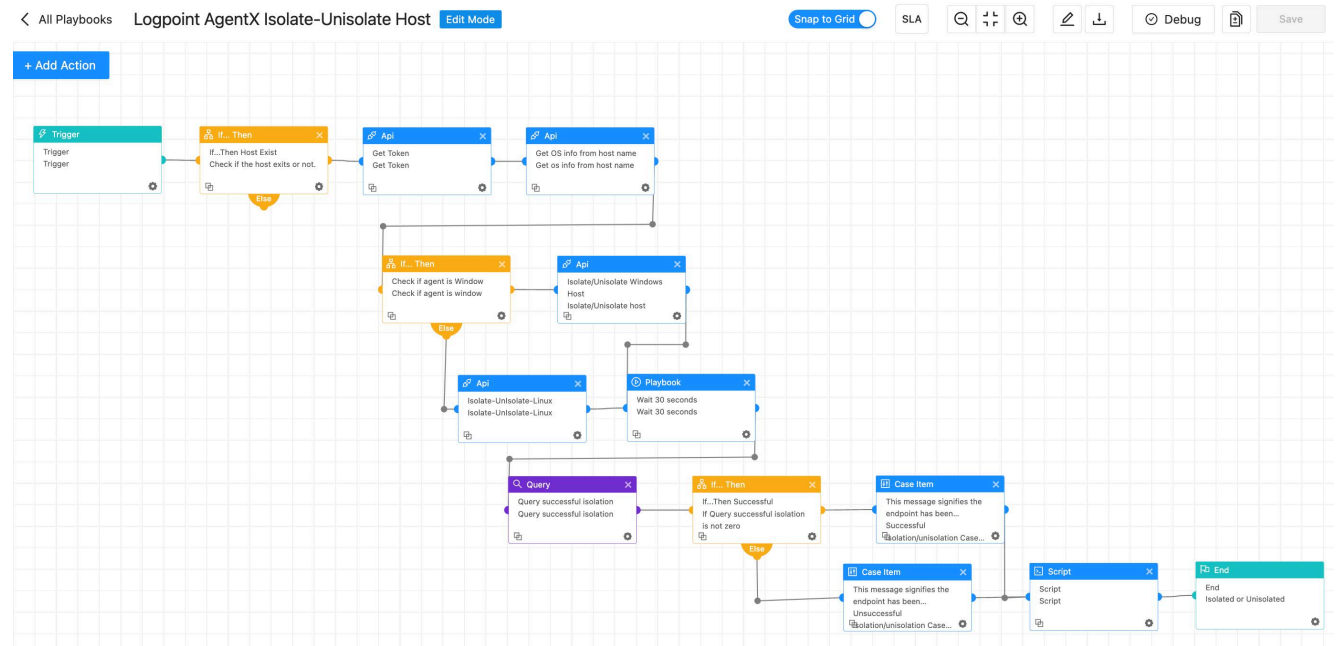 All Playbooks
Logpoint AgentX Isolate-Unisolate Host
Edit Mode
Snap to Grid
SLA
Debug
Save
+ Add Action
Trigger
Trigger
Trigger
If... Then
If...Then Host Exist
Check if the host exits or not.
Else
Api
Get Token
Get Token
Api
Get OS info from host name
Get os info from host name
If... Then
Check if agent is Window
Check if agent is window
Else
Api
Isolate/Unisolate Windows
Host
Isolate/Unisolate host
Api
Isolate-UnIsolate-Linux
Isolate-UnIsolate-Linux
Playbook
Wait 30 seconds
Wait 30 seconds
Query
Query successful isolation
Query successful isolation
If... Then
If...Then Successful
If Query successful isolation
is not zero
Else
Case Item
This message signifies the
endpoint has been...
Successful
isolation/unisolation Case...
Case Item
This message signifies the
endpoint has been...
Unsuccessful
isolation/unisolation Case...
Script
Script
Script
End
End
Isolated or Unisolated